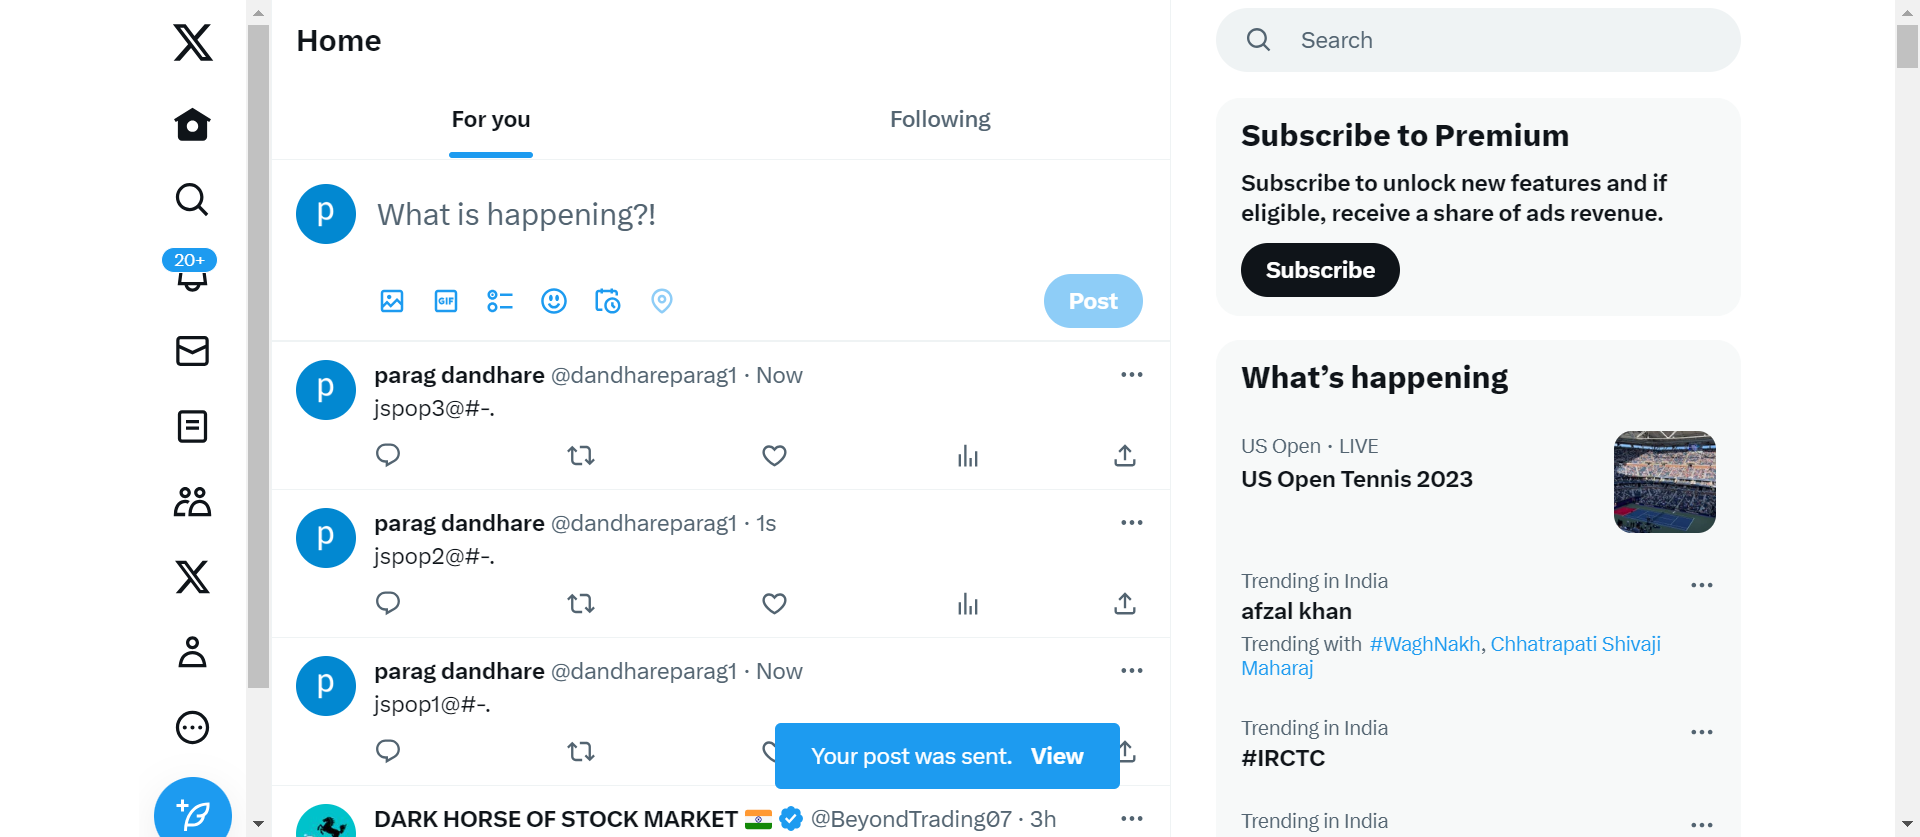 Home
For you
Following
20+
p
What is happening?!
GIF
Post
p
parag dandhare @dandhareparag1 · Now
jspop3@#-.
p
parag dandhare @dandhareparag1 · 1s
jspop2@#-.
p
parag dandhare @dandhareparag1 · Now
jspop1@#-.
Your post was sent. View
DARK HORSE OF STOCK MARKET @BeyondTrading07 · 3h
Search
Subscribe to Premium
Subscribe to unlock new features and if
eligible, receive a share of ads revenue.
Subscribe
What’s happening
US Open · LIVE
US Open Tennis 2023
Trending in India
afzal khan
Trending with #WaghNakh, Chhatrapati Shivaji
Maharaj
Trending in India
#IRCTC
Trending in India